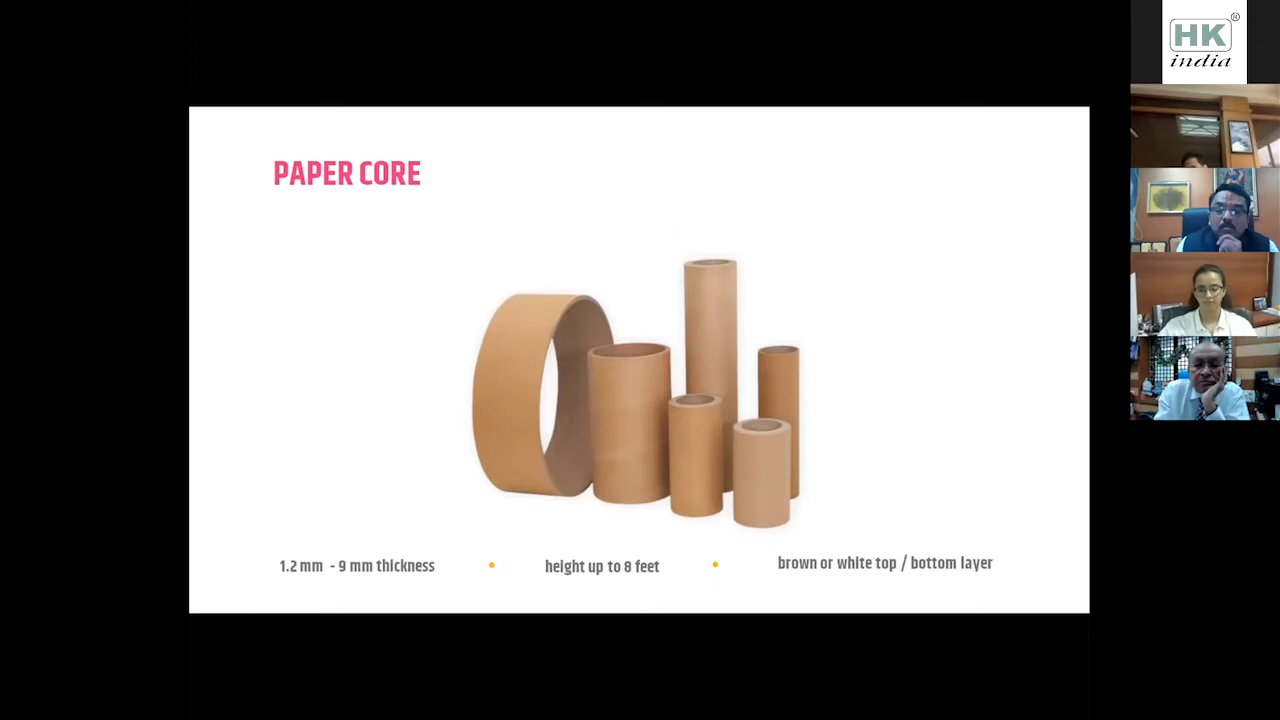 HK
india
PAPER CORE
1.2 mm - 9 mm thickness • height up to 8 feet • brown or white top / bottom layer